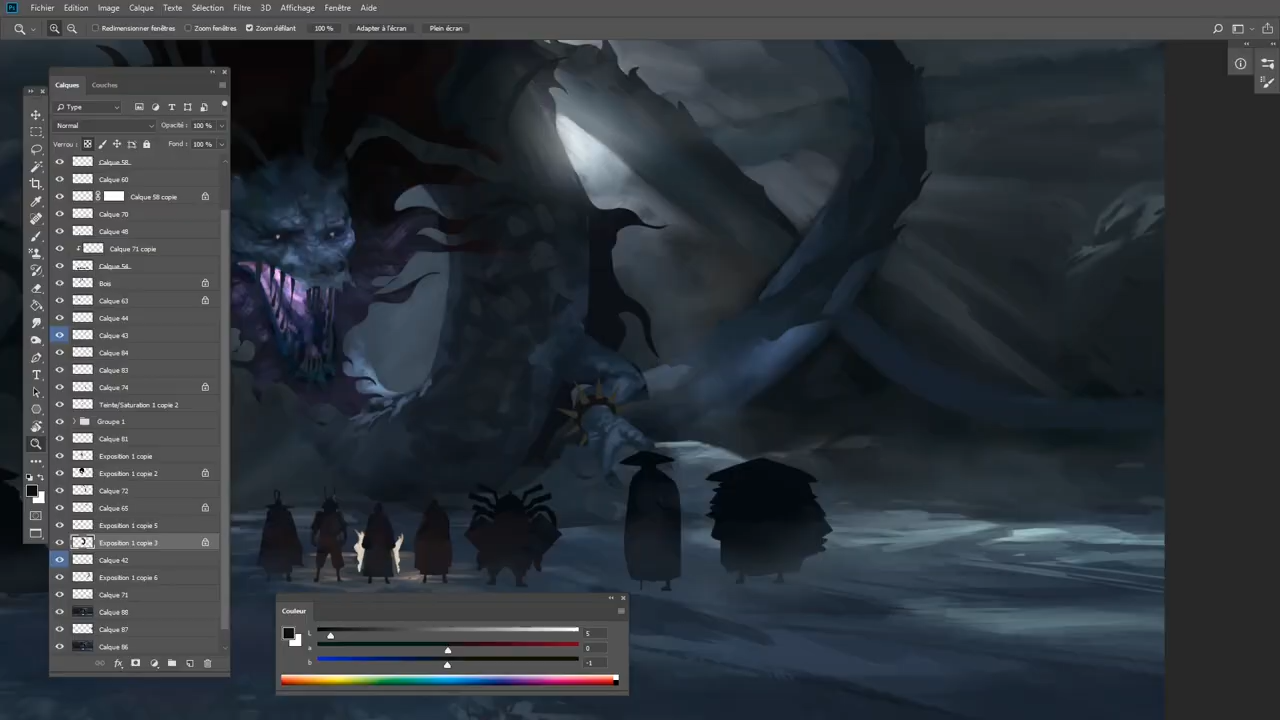 Ps Fichier Edition Image Calque Texte Sélection Filtre 3D Affichage Fenêtre Aide
Redimensionner fenêtres Zoom fenêtres Zoom défilant 100 % Adapter à l'écran Plein écran
Calques Couches
Type
Normal Opacité : 100 %
Verrou : Fond : 100 %
Calque 58
Calque 60
Calque 58 copie
Calque 70
Calque 48
Calque 71 copie
Calque 54
Bois
Calque 63
Calque 44
Calque 43
Calque 84
Calque 83
Calque 74
Teinte/Saturation 1 copie 2
Groupe 1
Calque 81
Exposition 1 copie
Exposition 1 copie 2
Calque 72
Calque 65
Exposition 1 copie 5
Exposition 1 copie 3
Calque 42
Exposition 1 copie 6
Calque 71
Calque 88
Calque 87
Calque 86
fx
Couleur
L 5
a 0
b -1